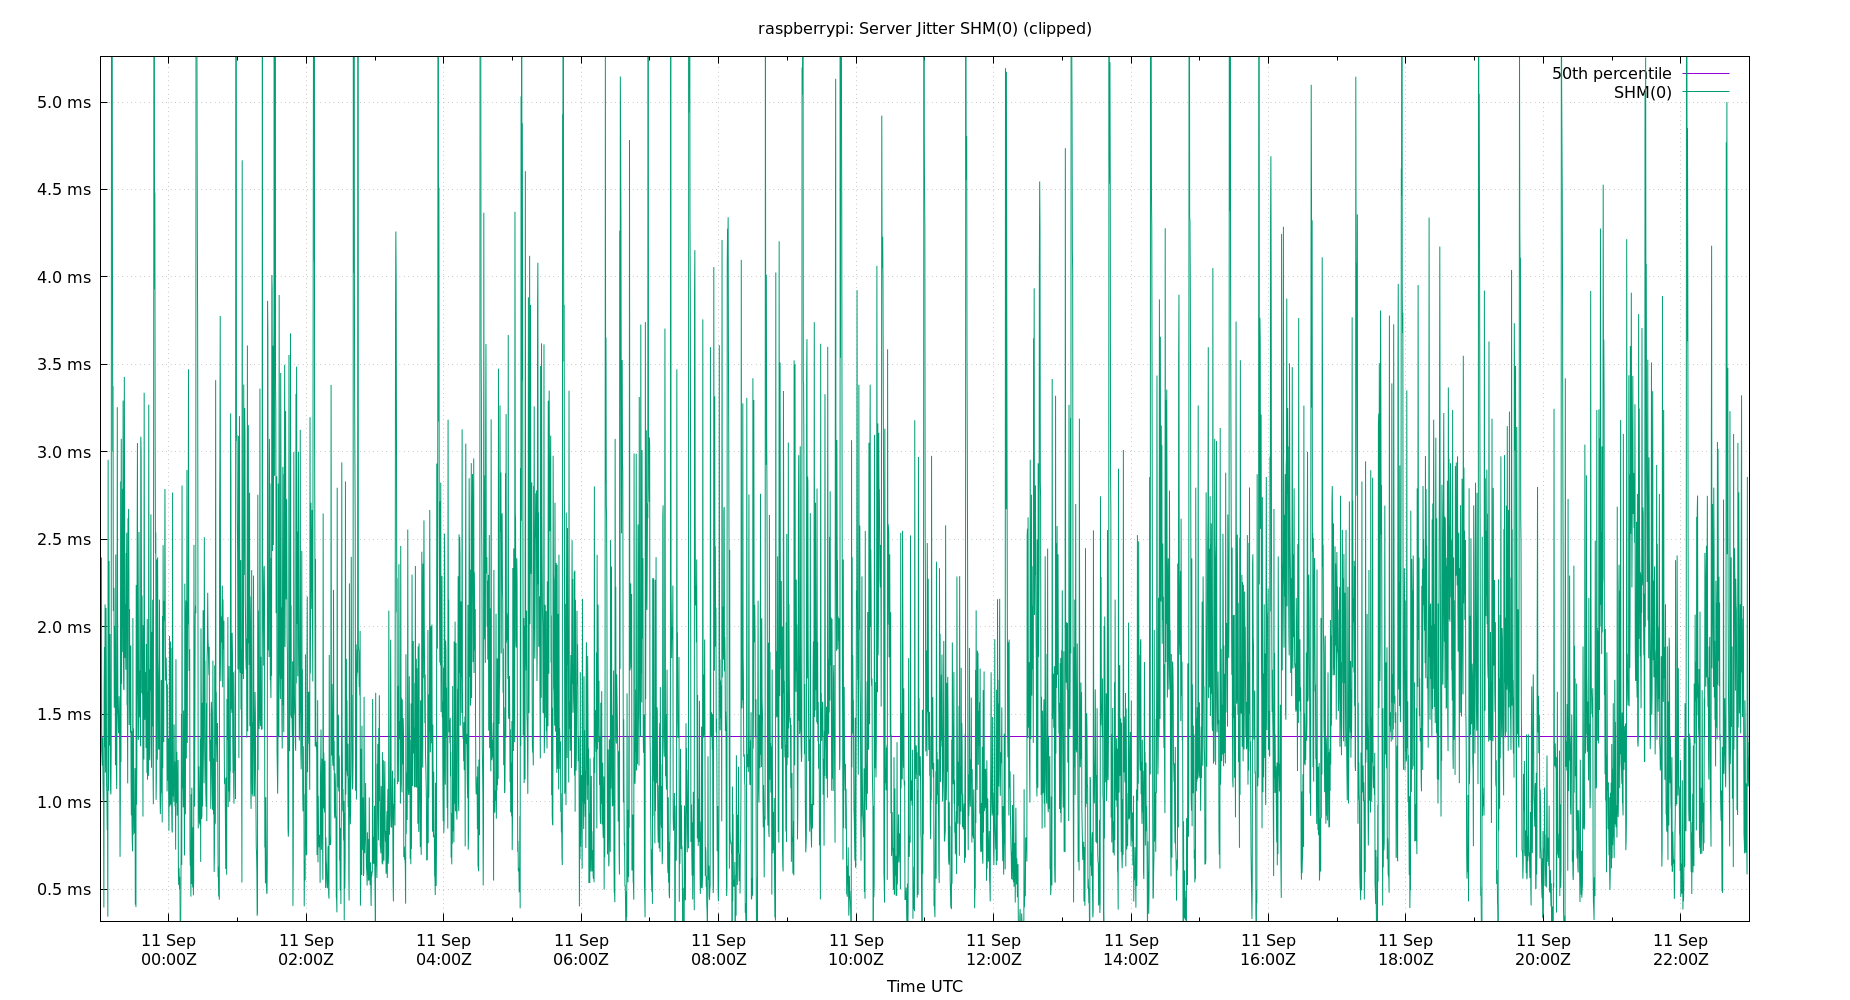 raspberrypi: Server Jitter SHM(0) (clipped)
50th percentile
SHM(0)
5.0 ms
4.5 ms
4.0 ms
3.5 ms
3.0 ms
2.5 ms
2.0 ms
1.5 ms
1.0 ms
0.5 ms
11 Sep 11 Sep 11 Sep 11 Sep 11 Sep 11 Sep 11 Sep 11 Sep 11 Sep 11 Sep 11 Sep 11 Sep
00:00Z 02:00Z 04:00Z 06:00Z 08:00Z 10:00Z 12:00Z 14:00Z 16:00Z 18:00Z 20:00Z 22:00Z
Time UTC